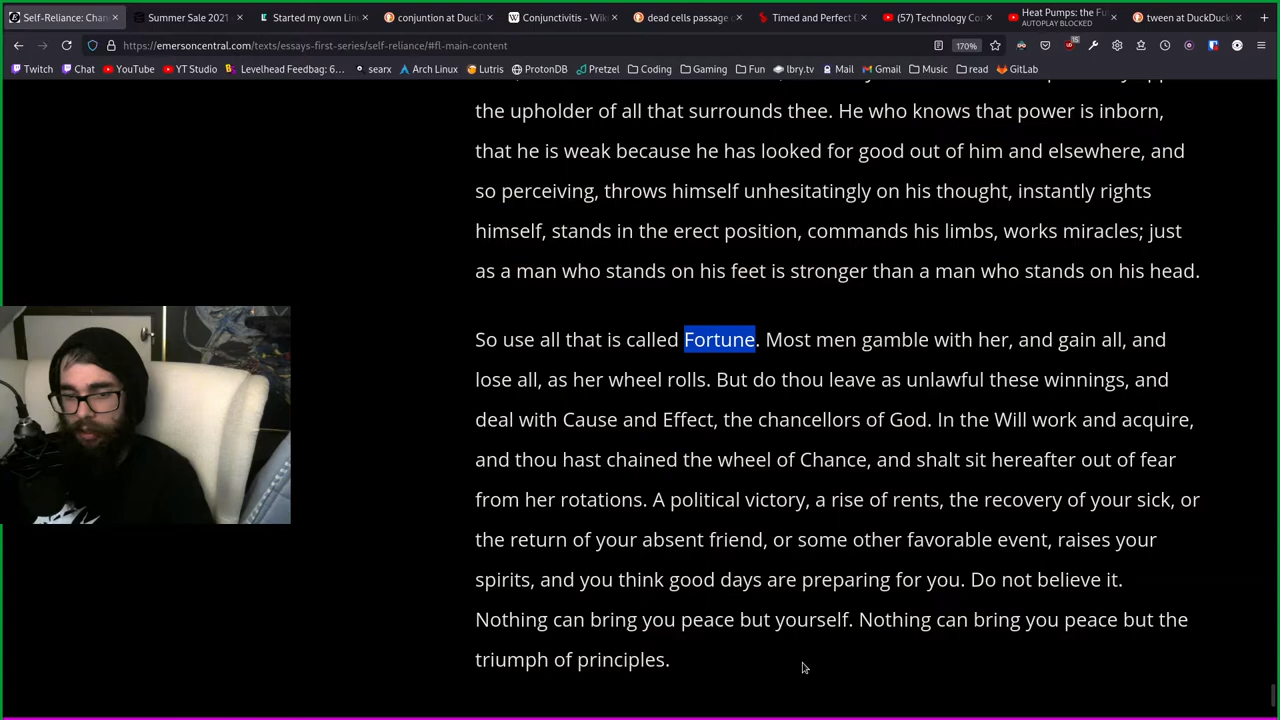 Self-Reliance: Chan
Summer Sale 2021
Started my own Lin
conjuntion at DuckD
Conjunctivitis - Wiki
dead cells passage
Timed and Perfect D
(57) Technology Co
Heat Pumps: the Fu
AUTOPLAY BLOCKED
tween at DuckDuck
https://emersoncentral.com/texts/essays-first-series/self-reliance/#fl-main-content
170%
15
Twitch Chat YouTube YT Studio Levelhead Feedbag: 6… searx Arch Linux Lutris ProtonDB Pretzel Coding Gaming Fun lbry.tv Mail Gmail Music read GitLab
the upholder of all that surrounds thee. He who knows that power is inborn,
that he is weak because he has looked for good out of him and elsewhere, and
so perceiving, throws himself unhesitatingly on his thought, instantly rights
himself, stands in the erect position, commands his limbs, works miracles; just
as a man who stands on his feet is stronger than a man who stands on his head.
So use all that is called Fortune. Most men gamble with her, and gain all, and
lose all, as her wheel rolls. But do thou leave as unlawful these winnings, and
deal with Cause and Effect, the chancellors of God. In the Will work and acquire,
and thou hast chained the wheel of Chance, and shalt sit hereafter out of fear
from her rotations. A political victory, a rise of rents, the recovery of your sick, or
the return of your absent friend, or some other favorable event, raises your
spirits, and you think good days are preparing for you. Do not believe it.
Nothing can bring you peace but yourself. Nothing can bring you peace but the
triumph of principles.